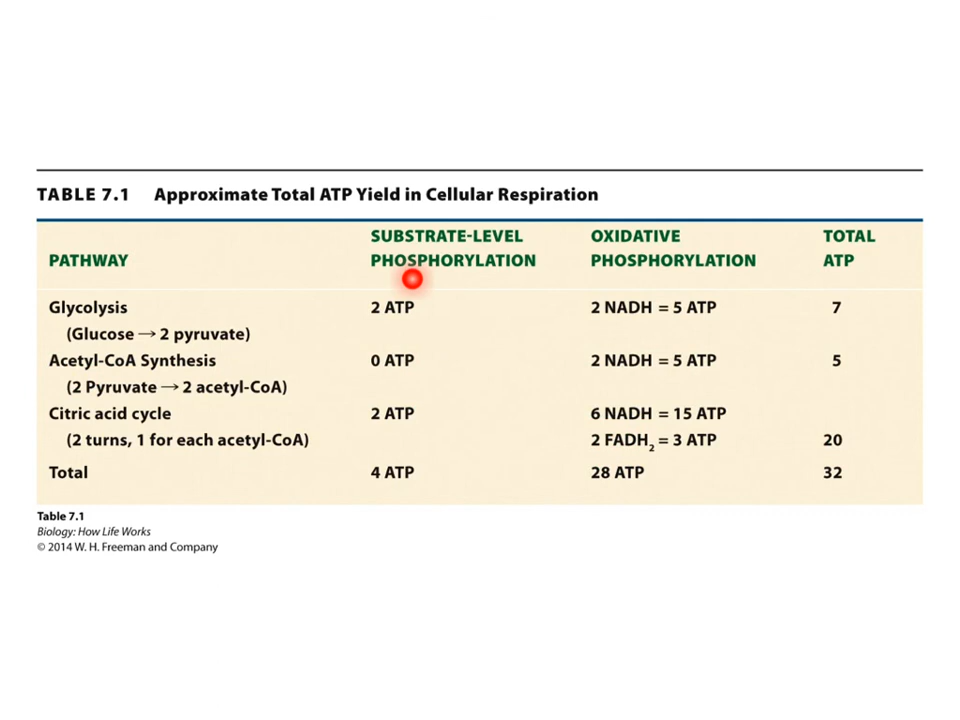 TABLE 7.1 Approximate Total ATP Yield in Cellular Respiration
PATHWAY SUBSTRATE-LEVEL PHOSPHORYLATION OXIDATIVE PHOSPHORYLATION TOTAL ATP
Glycolysis 2 ATP 2 NADH = 5 ATP 7
(Glucose → 2 pyruvate)
Acetyl-CoA Synthesis 0 ATP 2 NADH = 5 ATP 5
(2 Pyruvate → 2 acetyl-CoA)
Citric acid cycle 2 ATP 6 NADH = 15 ATP
(2 turns, 1 for each acetyl-CoA) 2 FADH₂ = 3 ATP 20
Total 4 ATP 28 ATP 32
Table 7.1
Biology: How Life Works
© 2014 W. H. Freeman and Company